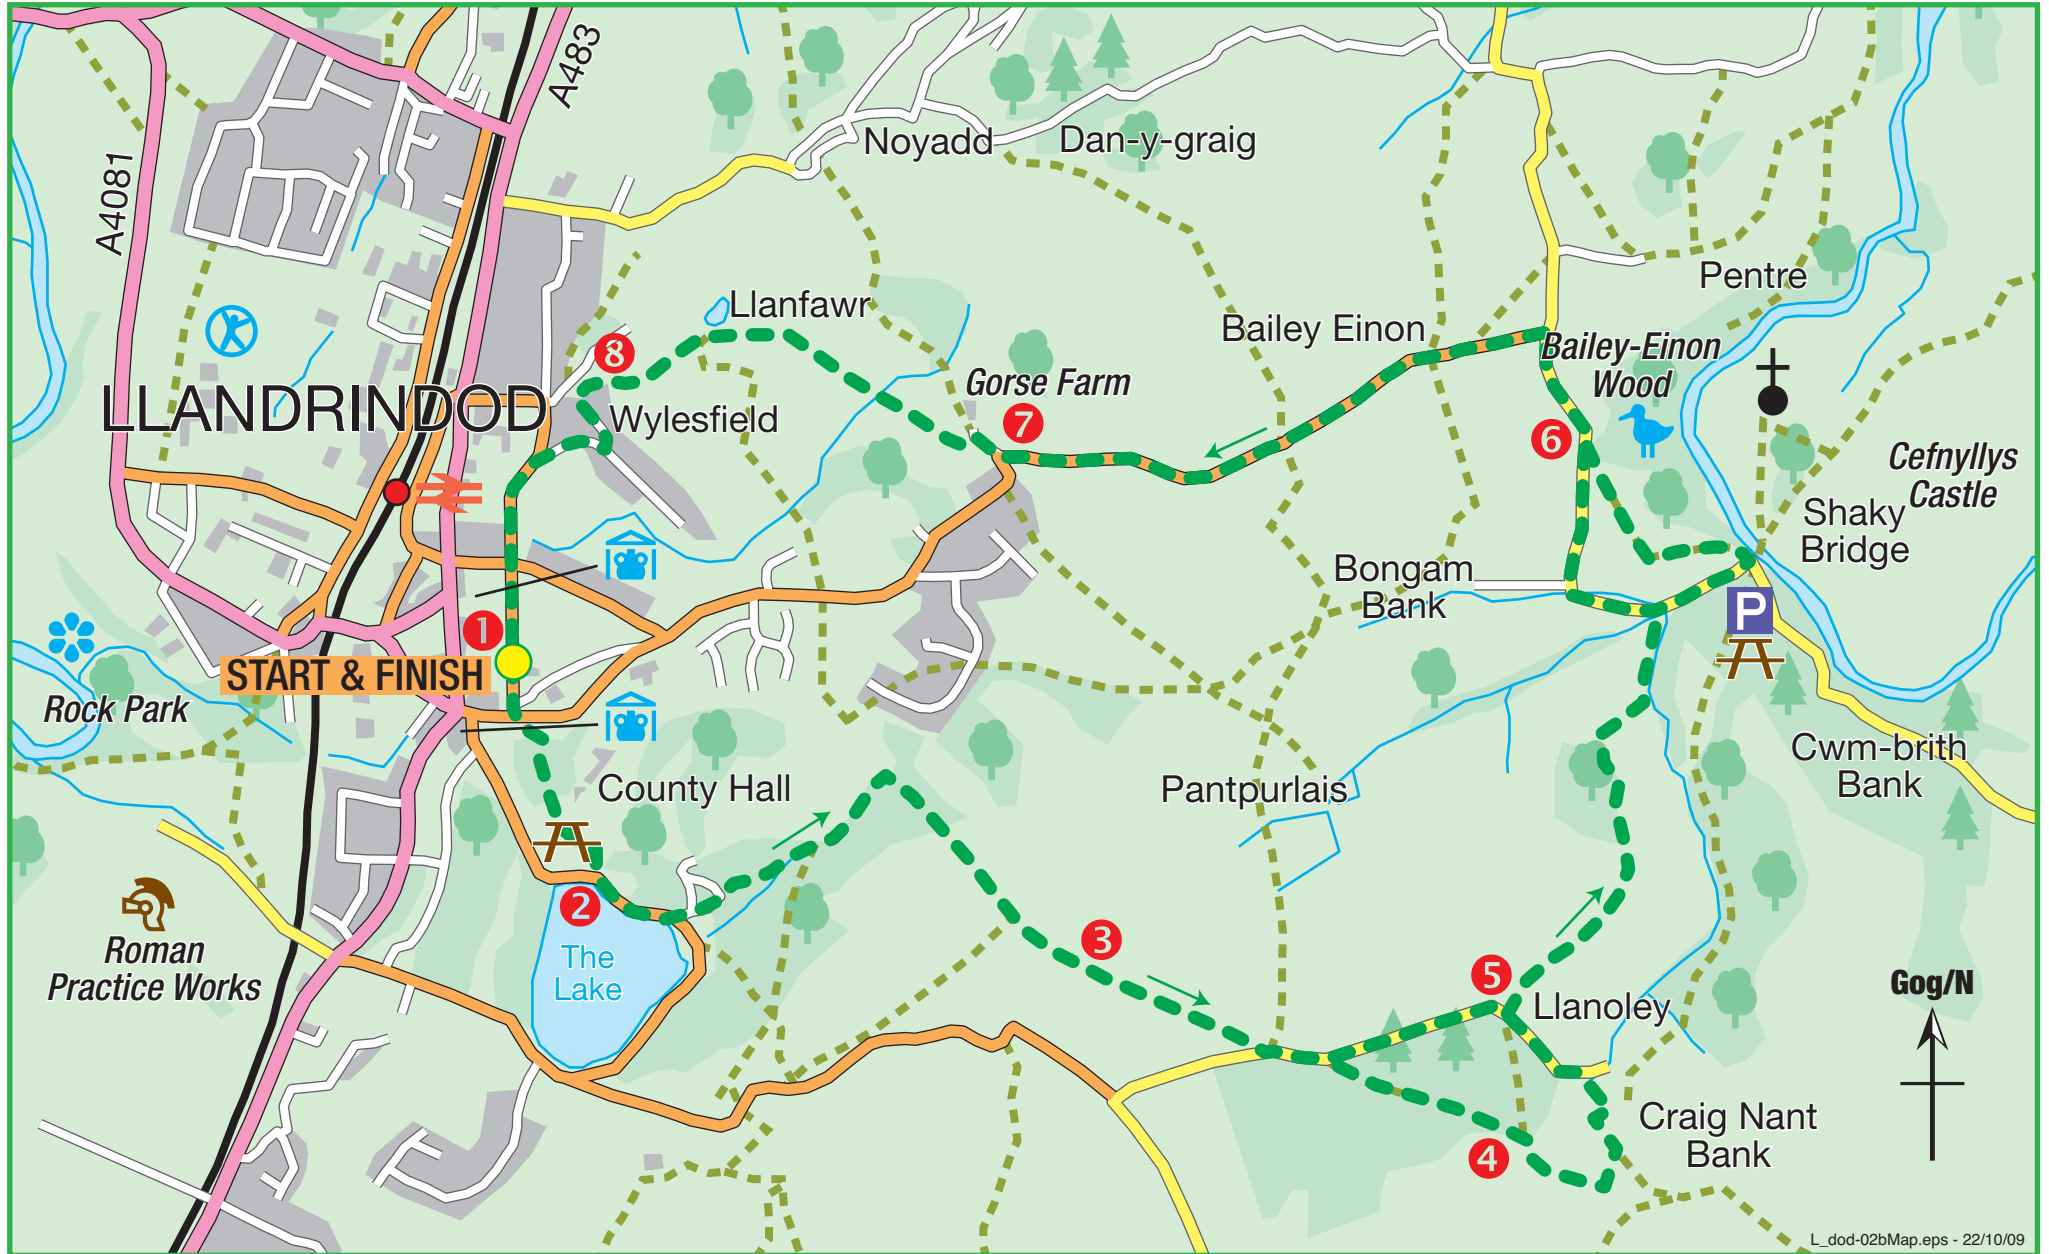 A483
A4081
Noyadd
Dan-y-graig
Pentre
Llanfawr
Bailey Einon
Bailey-Einon
Wood
8
Gorse Farm
7
LLANDRINDOD
Wylesfield
6
Cefnyllys
Castle
Shaky
Bridge
Bongam
Bank
P
1
START & FINISH
Rock Park
County Hall
Pantpurlais
Cwm-brith
Bank
2
The
Lake
3
Roman
Practice Works
5
Llanoley
Gog/N
Craig Nant
Bank
4
L_dod-02bMap.eps - 22/10/09